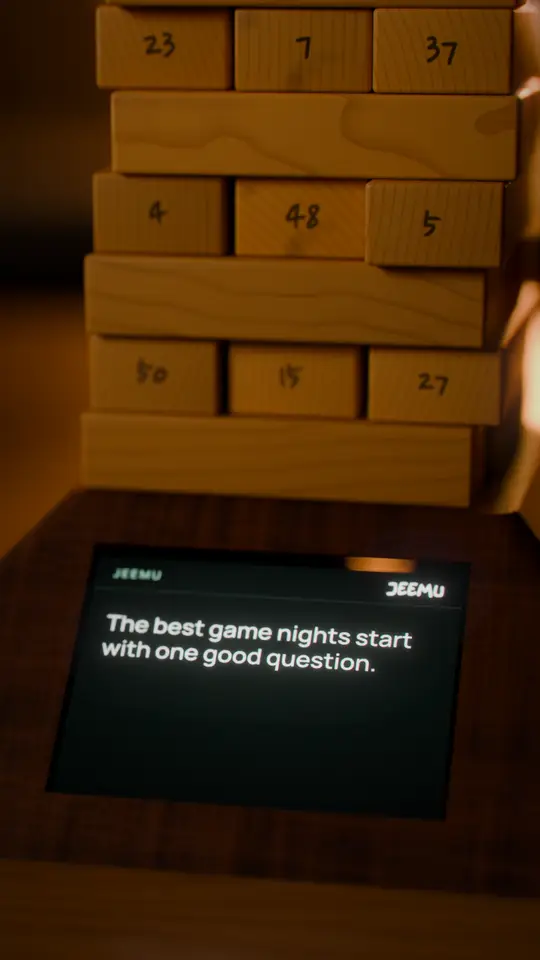 23 7 37
4 48 5
50 15 27
JEEMU
JEEMU
The best game nights start
with one good question.